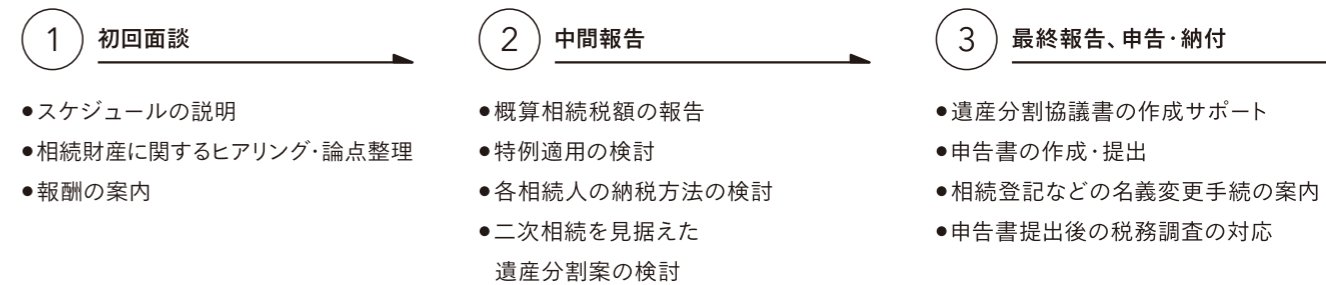 1 初回面談
●スケジュールの説明
●相続財産に関するヒアリング・論点整理
●報酬の案内
2 中間報告
●概算相続税額の報告
●特例適用の検討
●各相続人の納税方法の検討
●二次相続を見据えた
遺産分割案の検討
3 最終報告、申告・納付
●遺産分割協議書の作成サポート
●申告書の作成・提出
●相続登記などの名義変更手続の案内
●申告書提出後の税務調査の対応